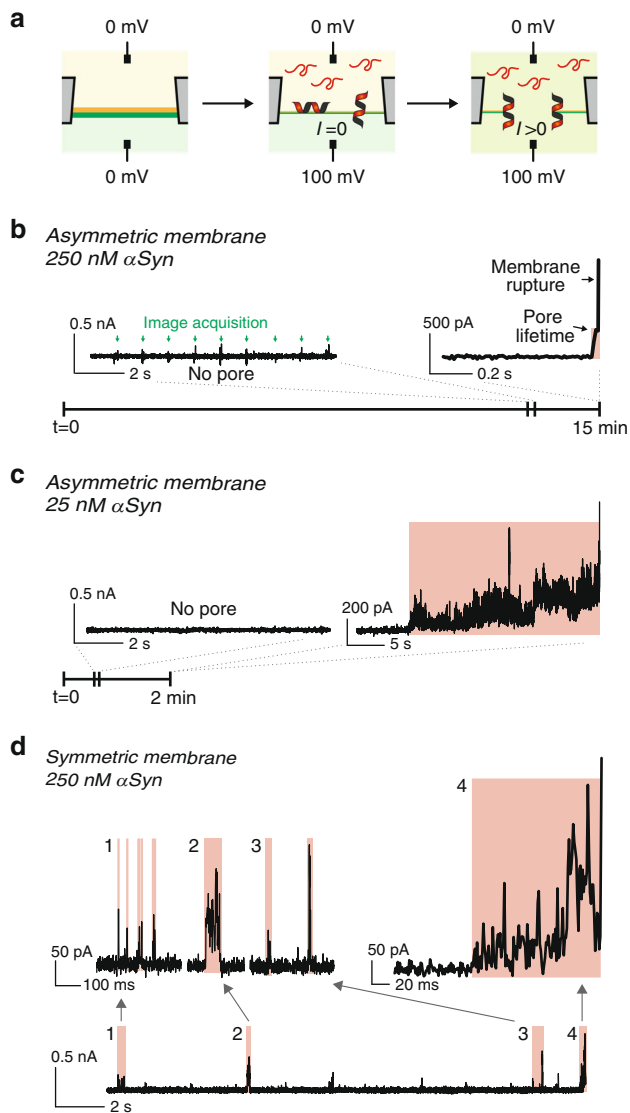 a
0 mV 0 mV 0 mV
I=0 I>0
0 mV 100 mV 100 mV
b
Asymmetric membrane
250 nM αSyn
Membrane
rupture
0.5 nA Image acquisition 500 pA Pore
lifetime
2 s No pore 0.2 s
t=0 15 min
c
Asymmetric membrane
25 nM αSyn
0.5 nA No pore 200 pA
2 s 5 s
t=0 2 min
d
Symmetric membrane
250 nM αSyn
4
1 2 3
50 pA 50 pA
100 ms 20 ms
1 2 3 4
0.5 nA
2 s